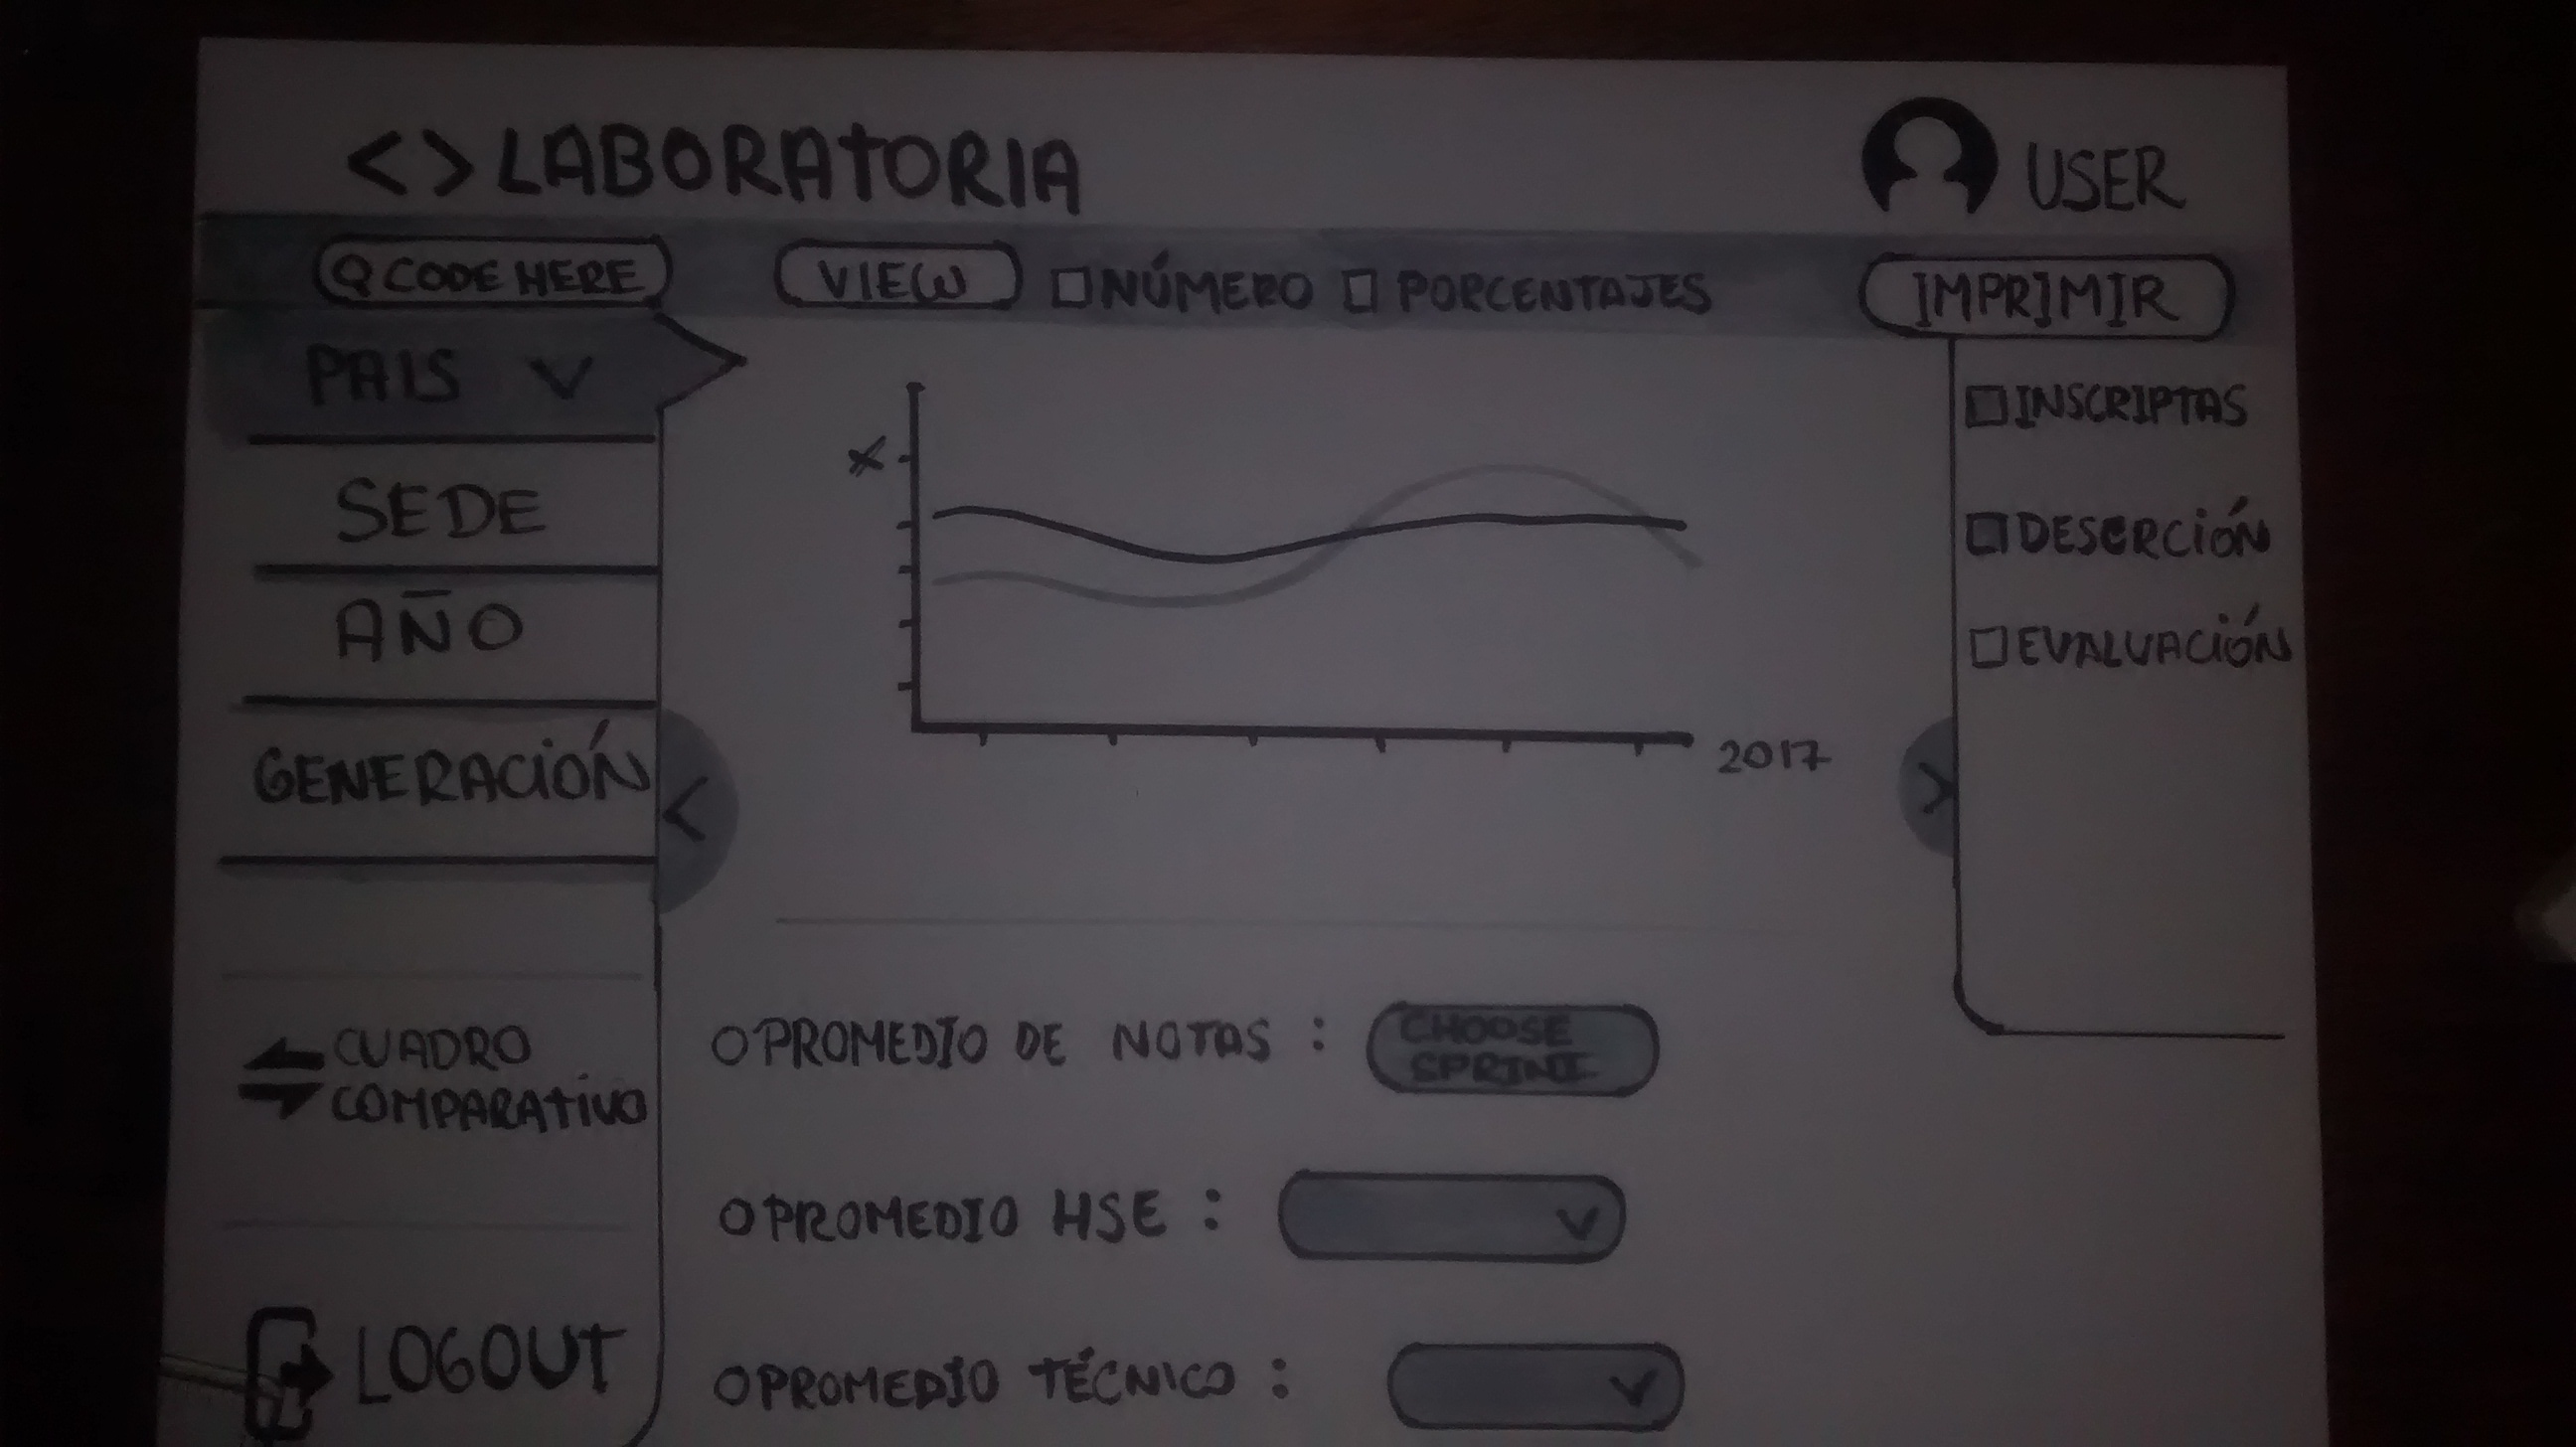 <> LABORATORIA
USER
CODE HERE
VIEW
NÚMERO
PORCENTAJES
IMPRIMIR
PAIS
SEDE
AÑO
GENERACIÓN
CUADRO
COMPARATIVO
LOGOUT
X
2017
INSCRIPTAS
DESERCIÓN
EVALUACIÓN
PROMEDIO DE NOTAS :
CHOOSE
SPRINT
PROMEDIO HSE :
PROMEDIO TÉCNICO :